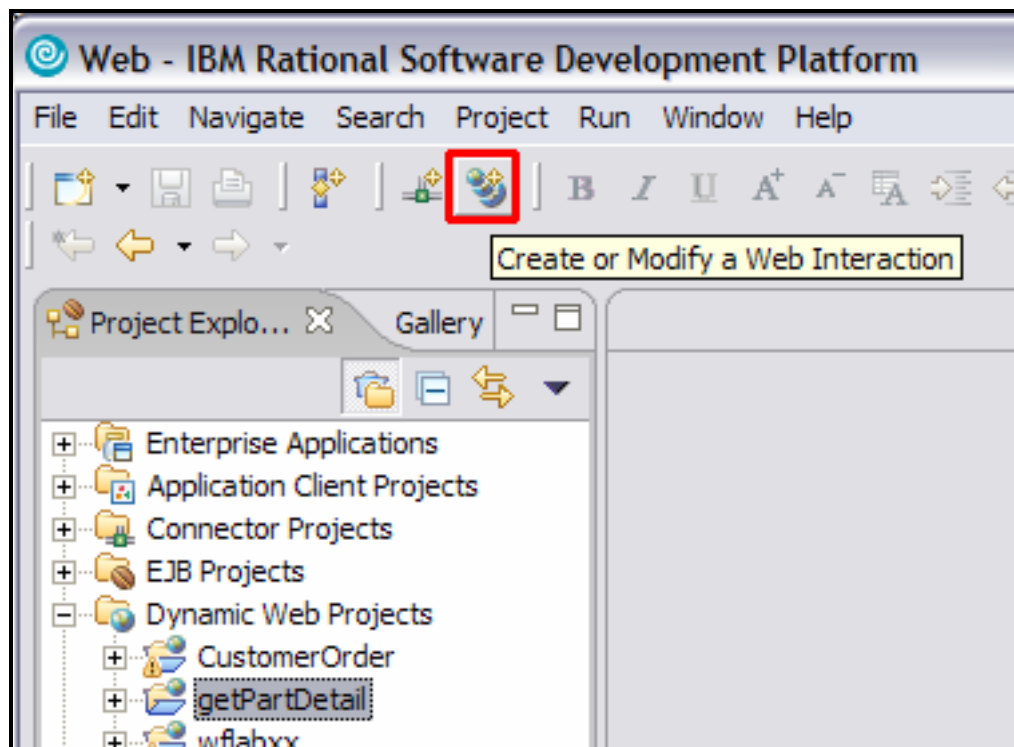 Web - IBM Rational Software Development Platform
File Edit Navigate Search Project Run Window Help
B I U A+ A- A
Create or Modify a Web Interaction
Project Explo... Gallery
Enterprise Applications
Application Client Projects
Connector Projects
EJB Projects
Dynamic Web Projects
CustomerOrder
getPartDetail
wflabxx